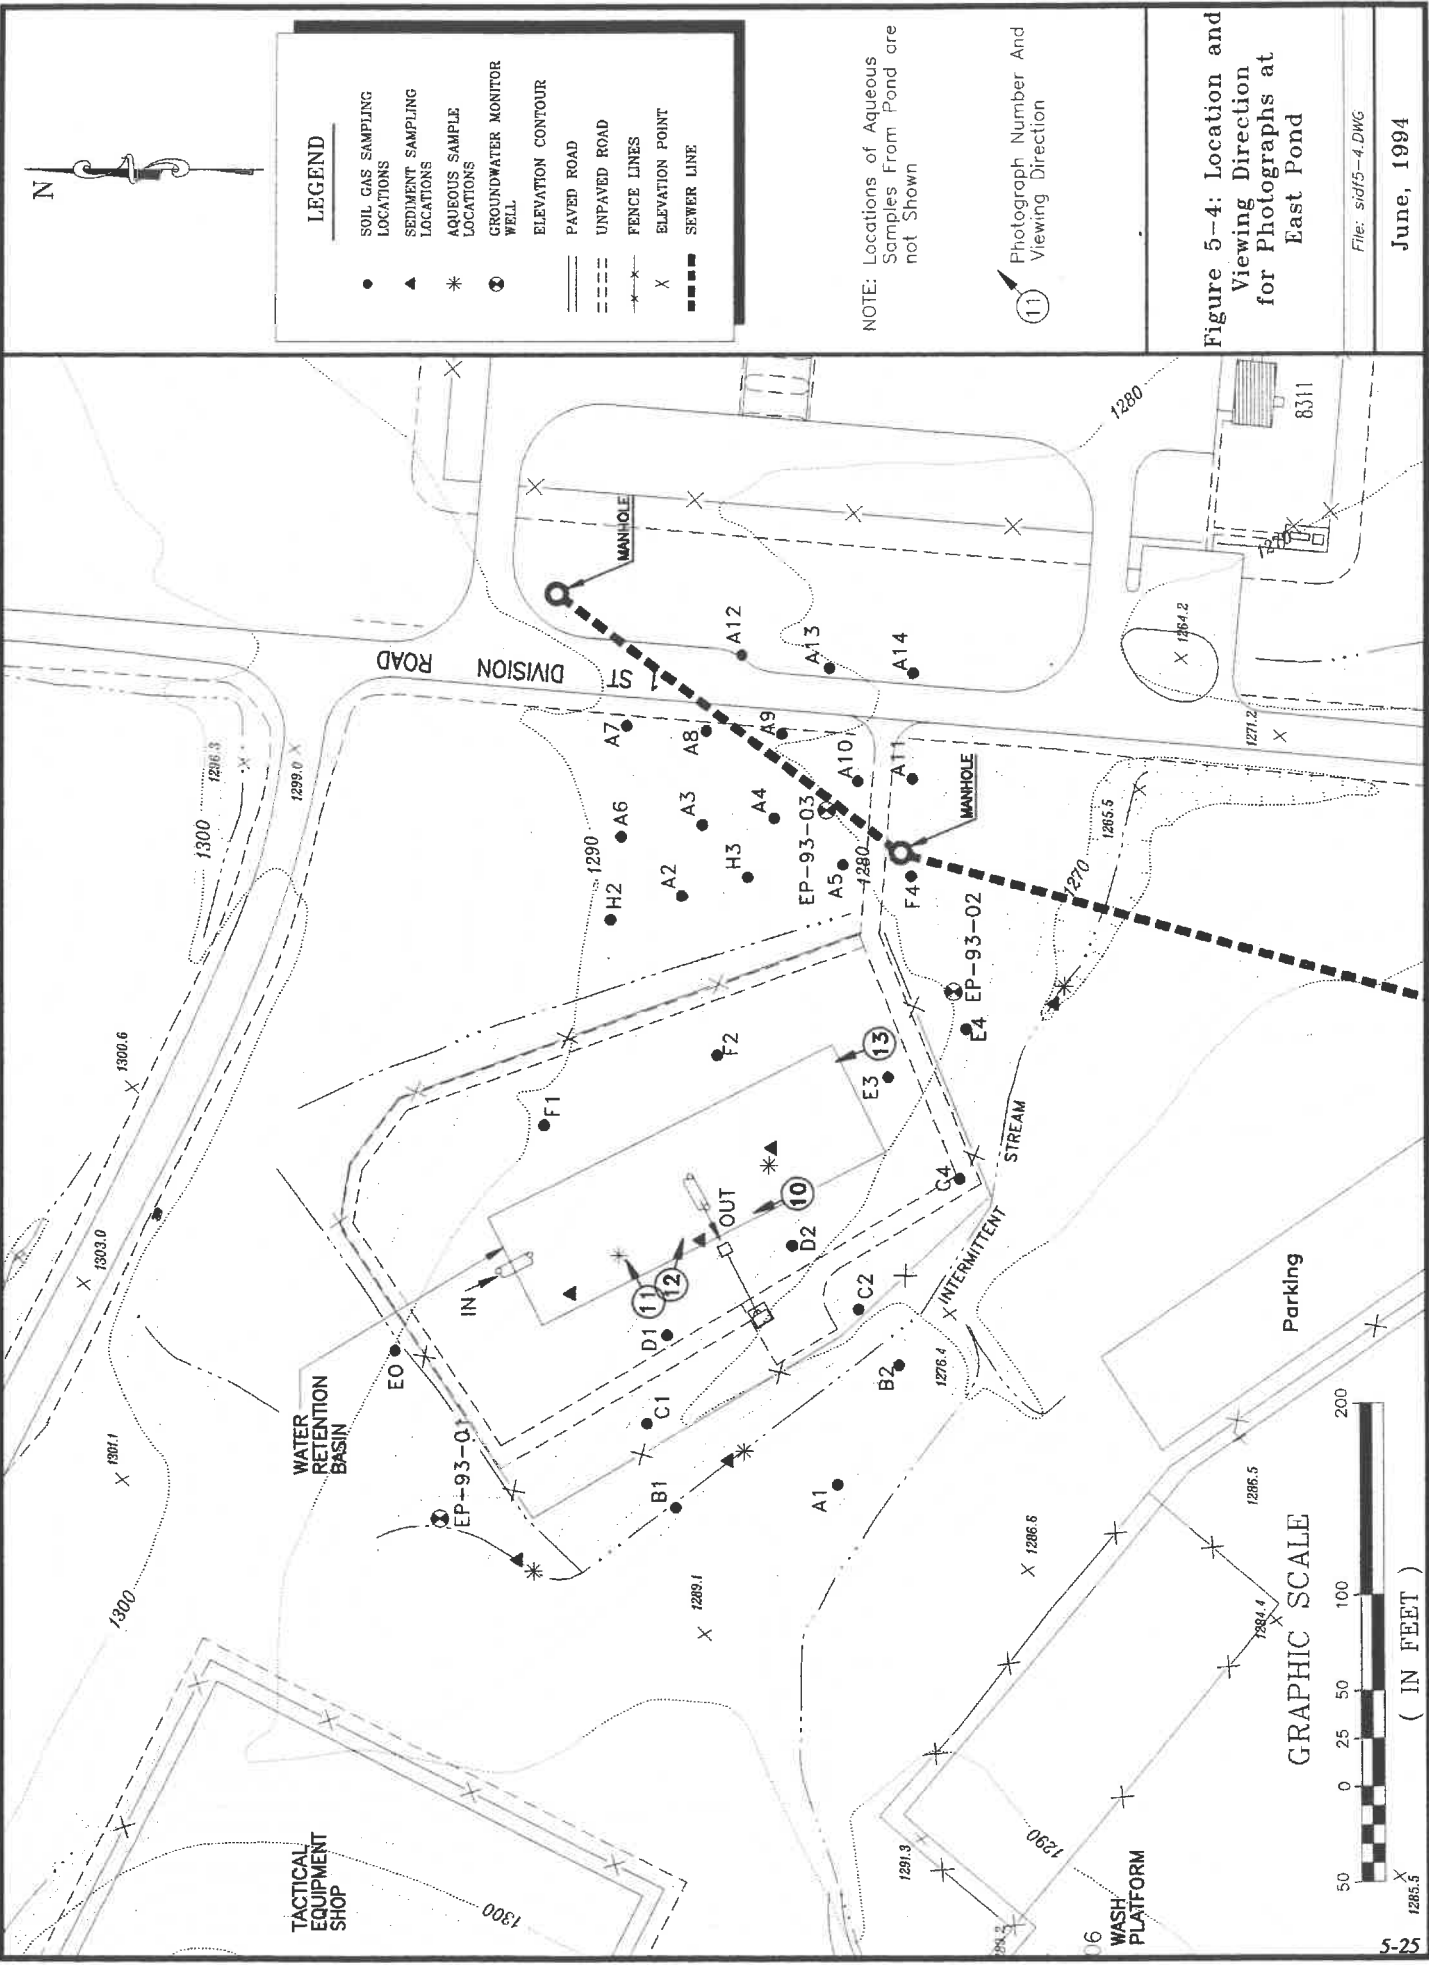 N
LEGEND
SOIL GAS SAMPLING
LOCATIONS
SEDIMENT SAMPLING
LOCATIONS
AQUEOUS SAMPLE
LOCATIONS
GROUNDWATER MONITOR
WELL
ELEVATION CONTOUR
PAVED ROAD
UNPAVED ROAD
FENCE LINES
ELEVATION POINT
SEWER LINE
NOTE: Locations of Aqueous
Samples From Pond are
not Shown
11
Photograph Number And
Viewing Direction
Figure 5-4: Location and
Viewing Direction
for Photographs at
East Pond
File: sidf5-4.DWG
June, 1994
1280
8311
MANHOLE
1270
1264.2
1271.2
1 ST DIVISION ROAD
A12
A13
A14
A7
A8
A9
A10
A11
1296.3
1299.0
1300
1290
A6
A3
A4
EP-93-03
MANHOLE
1265.5
H2
A2
H3
A5
1280
F4
1270
EP-93-02
E4
1300.6
F1
F2
13
E3
STREAM
G4
1303.0
IN
OUT
10
D2
11
12
INTERMITTENT
C2
D1
Parking
E0
WATER
RETENTION
BASIN
1301.1
C1
B2
1276.4
EP-93-01
B1
A1
1286.5
1286.6
1300
1289.1
1284.4
GRAPHIC SCALE
50 0 25 50 100 200
( IN FEET )
TACTICAL
EQUIPMENT
SHOP
1300
1291.3
1290
WASH
PLATFORM
06
1285.5
5-25